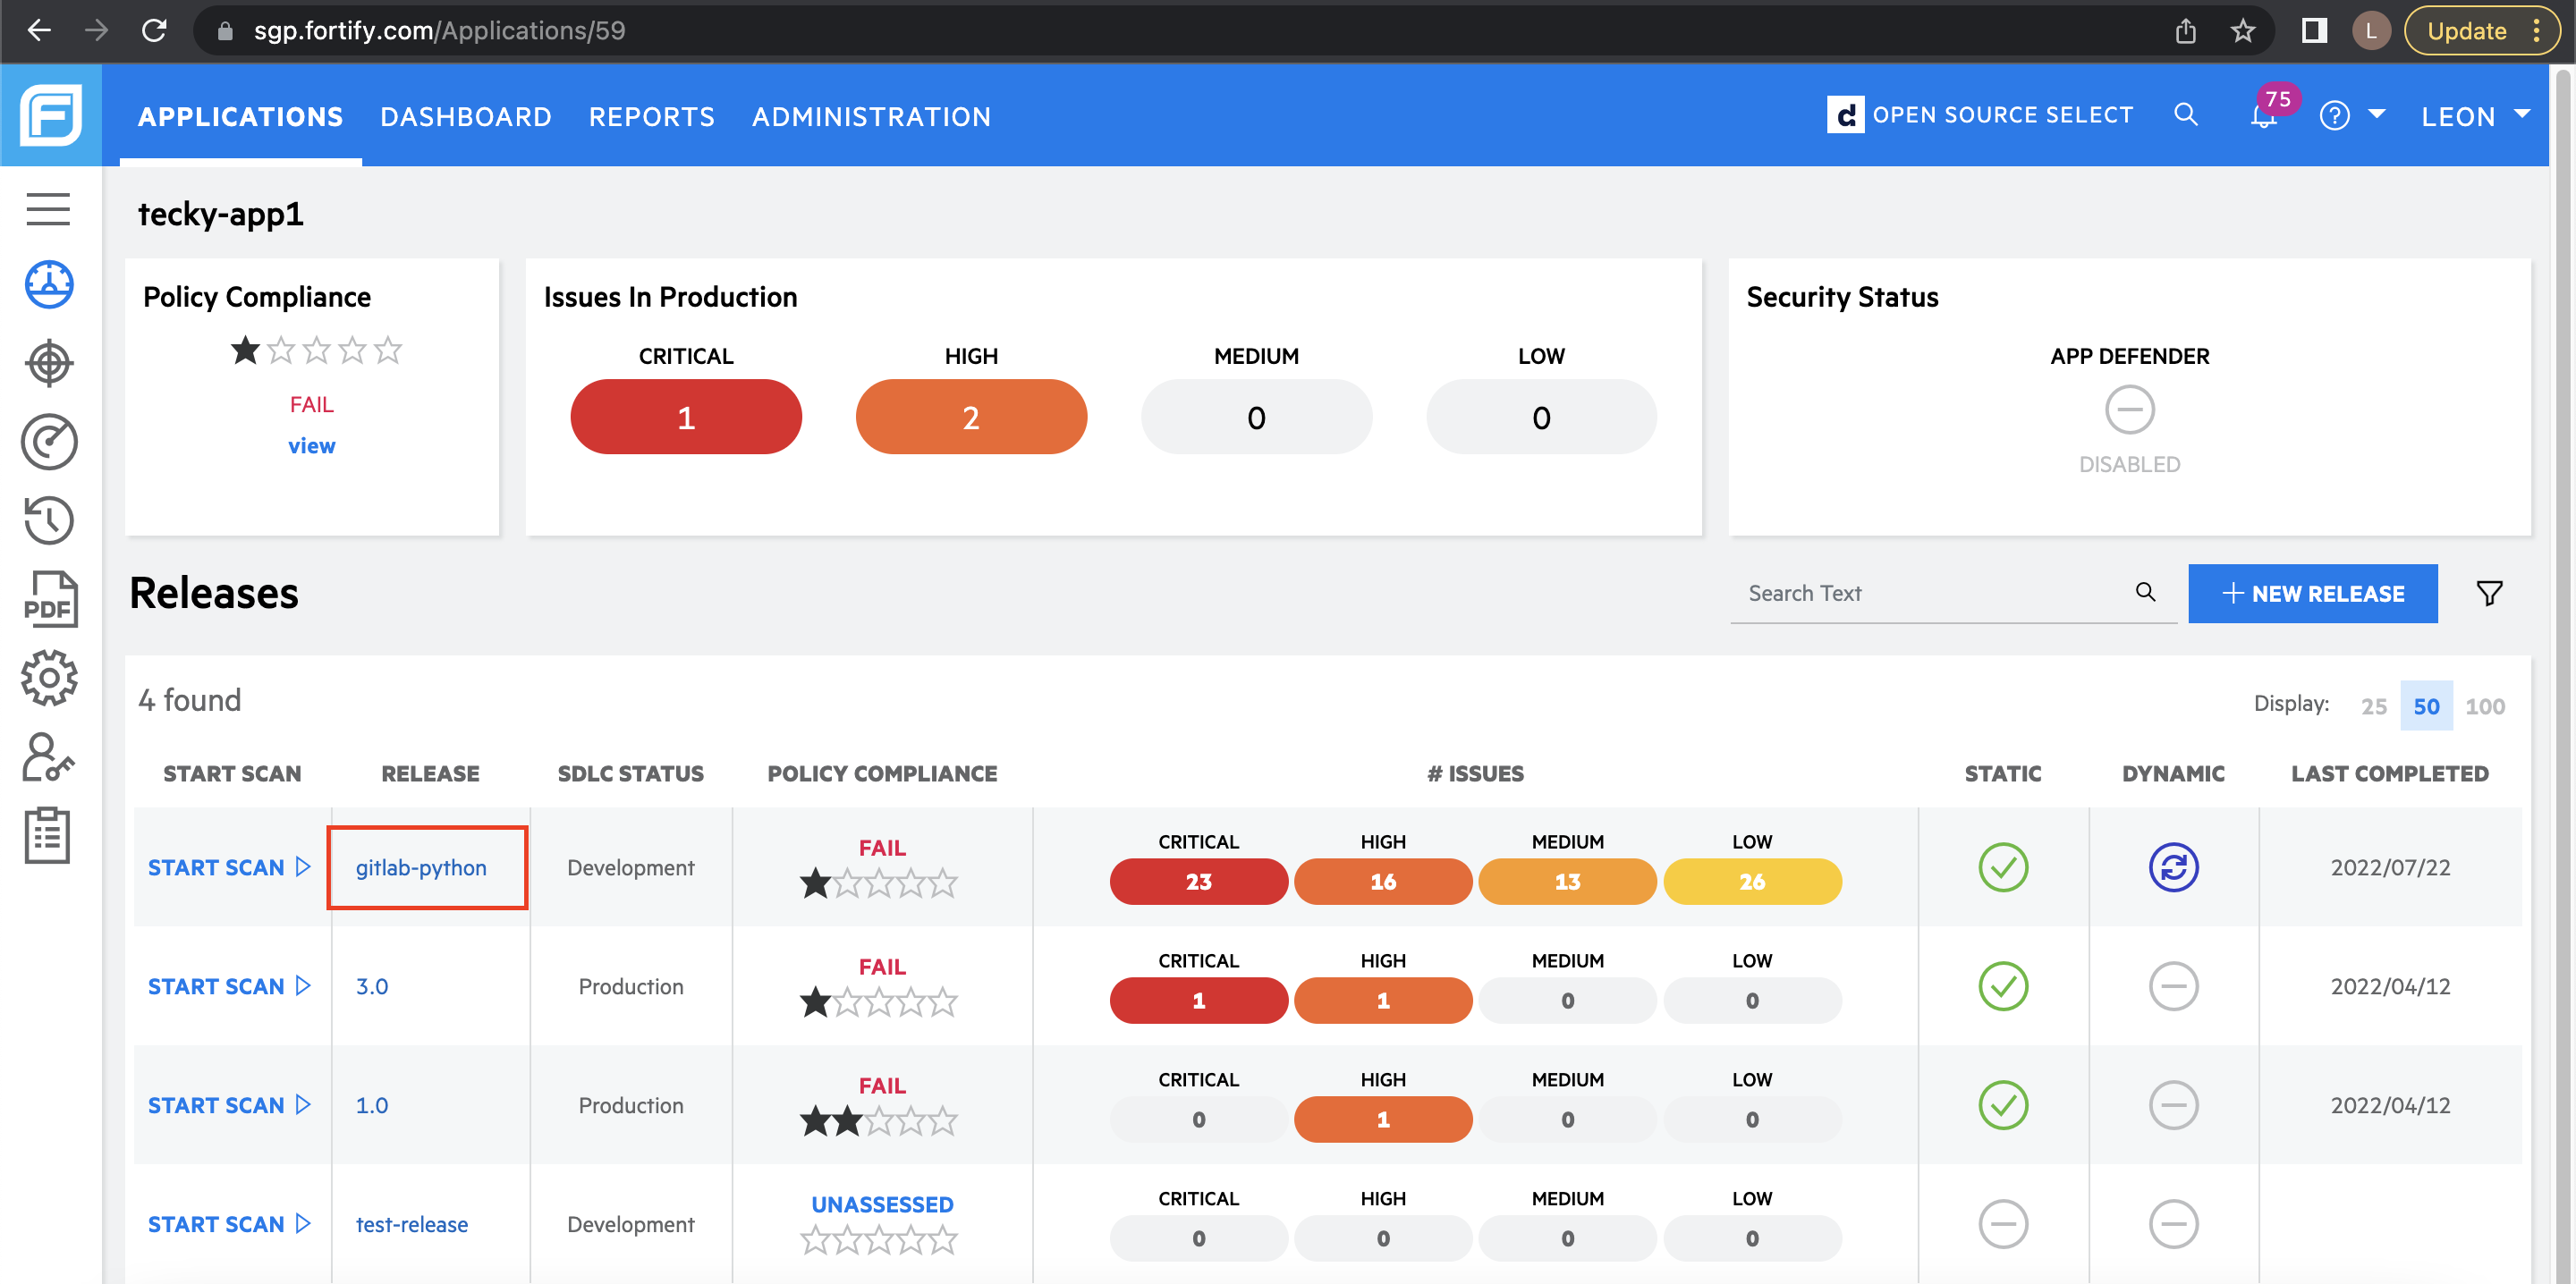 sgp.fortify.com/Applications/59
L
Update
F
APPLICATIONS DASHBOARD REPORTS ADMINISTRATION
d OPEN SOURCE SELECT
75
?
LEON
tecky-app1
Policy Compliance
FAIL
view
Issues In Production
CRITICAL HIGH MEDIUM LOW
1 2 0 0
Security Status
APP DEFENDER
DISABLED
PDF
Releases
Search Text
+ NEW RELEASE
4 found
Display: 25 50 100
START SCAN RELEASE SDLC STATUS POLICY COMPLIANCE # ISSUES STATIC DYNAMIC LAST COMPLETED
START SCAN gitlab-python Development FAIL
CRITICAL HIGH MEDIUM LOW
23 16 13 26
2022/07/22
START SCAN 3.0 Production FAIL
CRITICAL HIGH MEDIUM LOW
1 1 0 0
2022/04/12
START SCAN 1.0 Production FAIL
CRITICAL HIGH MEDIUM LOW
0 1 0 0
2022/04/12
START SCAN test-release Development UNASSESSED
CRITICAL HIGH MEDIUM LOW
0 0 0 0